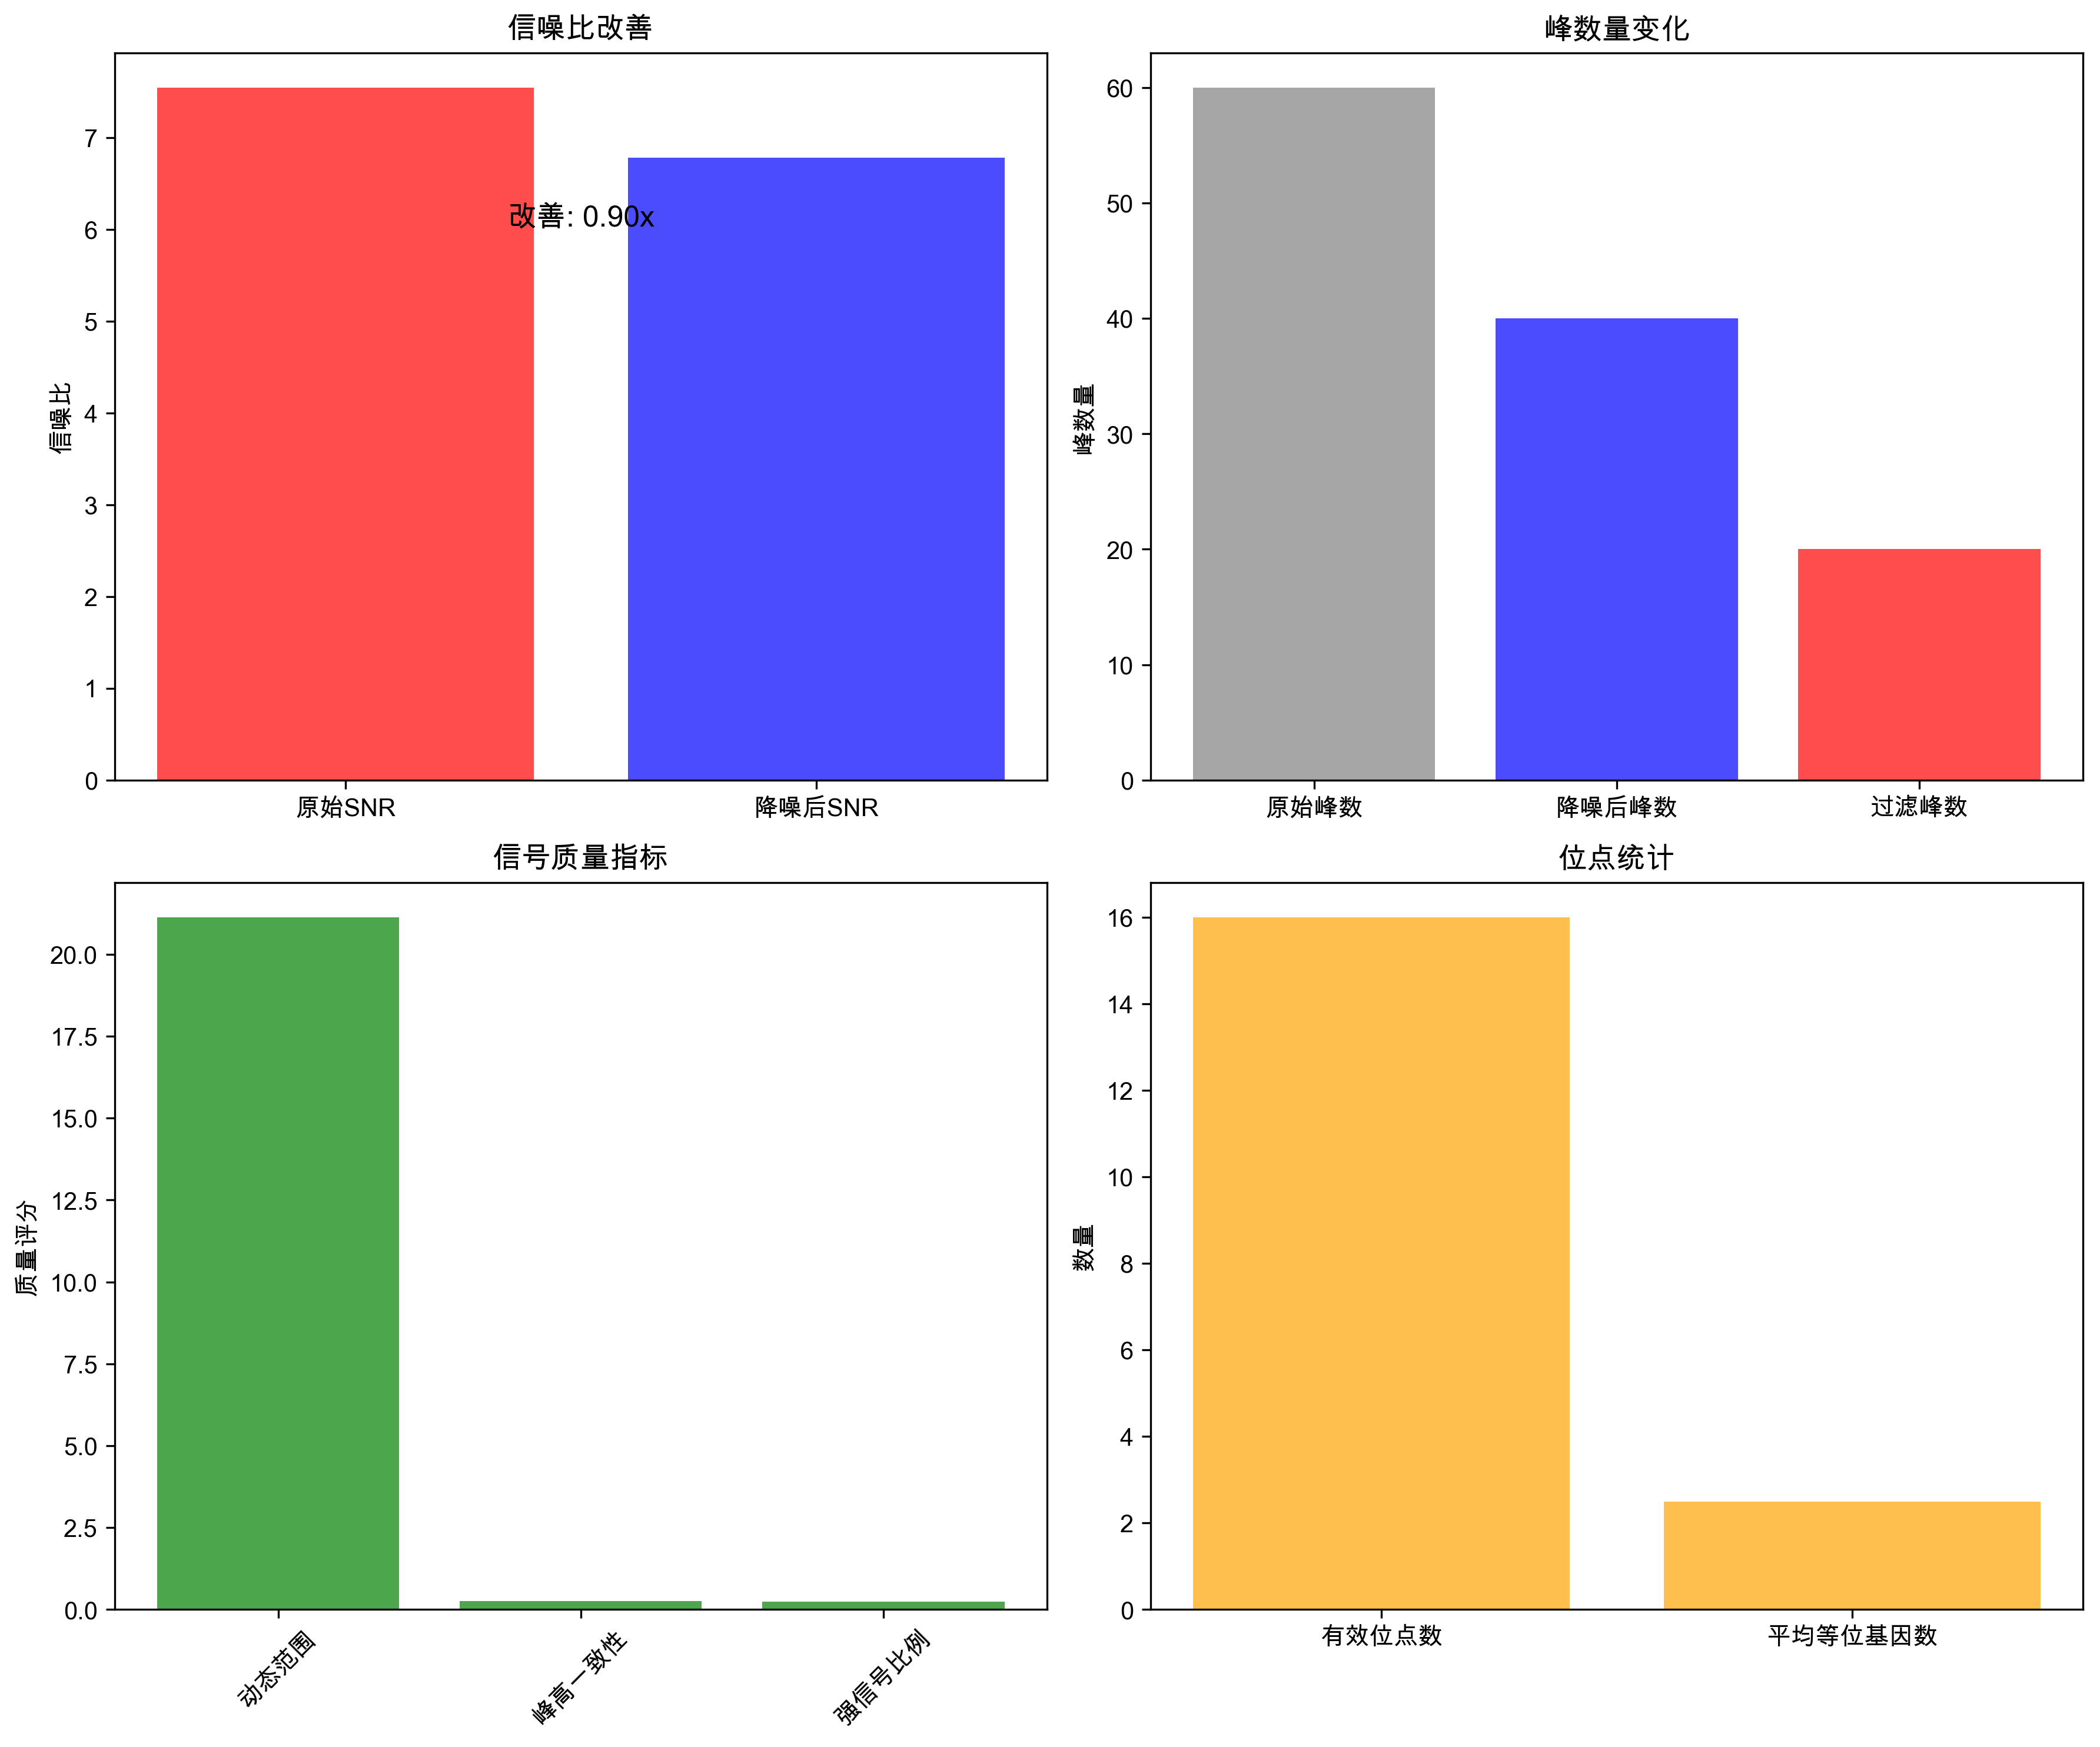 信噪比改善
信噪比
7
6
5
4
3
2
1
0
改善: 0.90x
原始SNR
降噪后SNR
峰数量变化
峰数量
60
50
40
30
20
10
0
原始峰数
降噪后峰数
过滤峰数
信号质量指标
质量评分
20.0
17.5
15.0
12.5
10.0
7.5
5.0
2.5
0.0
动态范围
峰高一致性
强信号比例
位点统计
数量
16
14
12
10
8
6
4
2
0
有效位点数
平均等位基因数